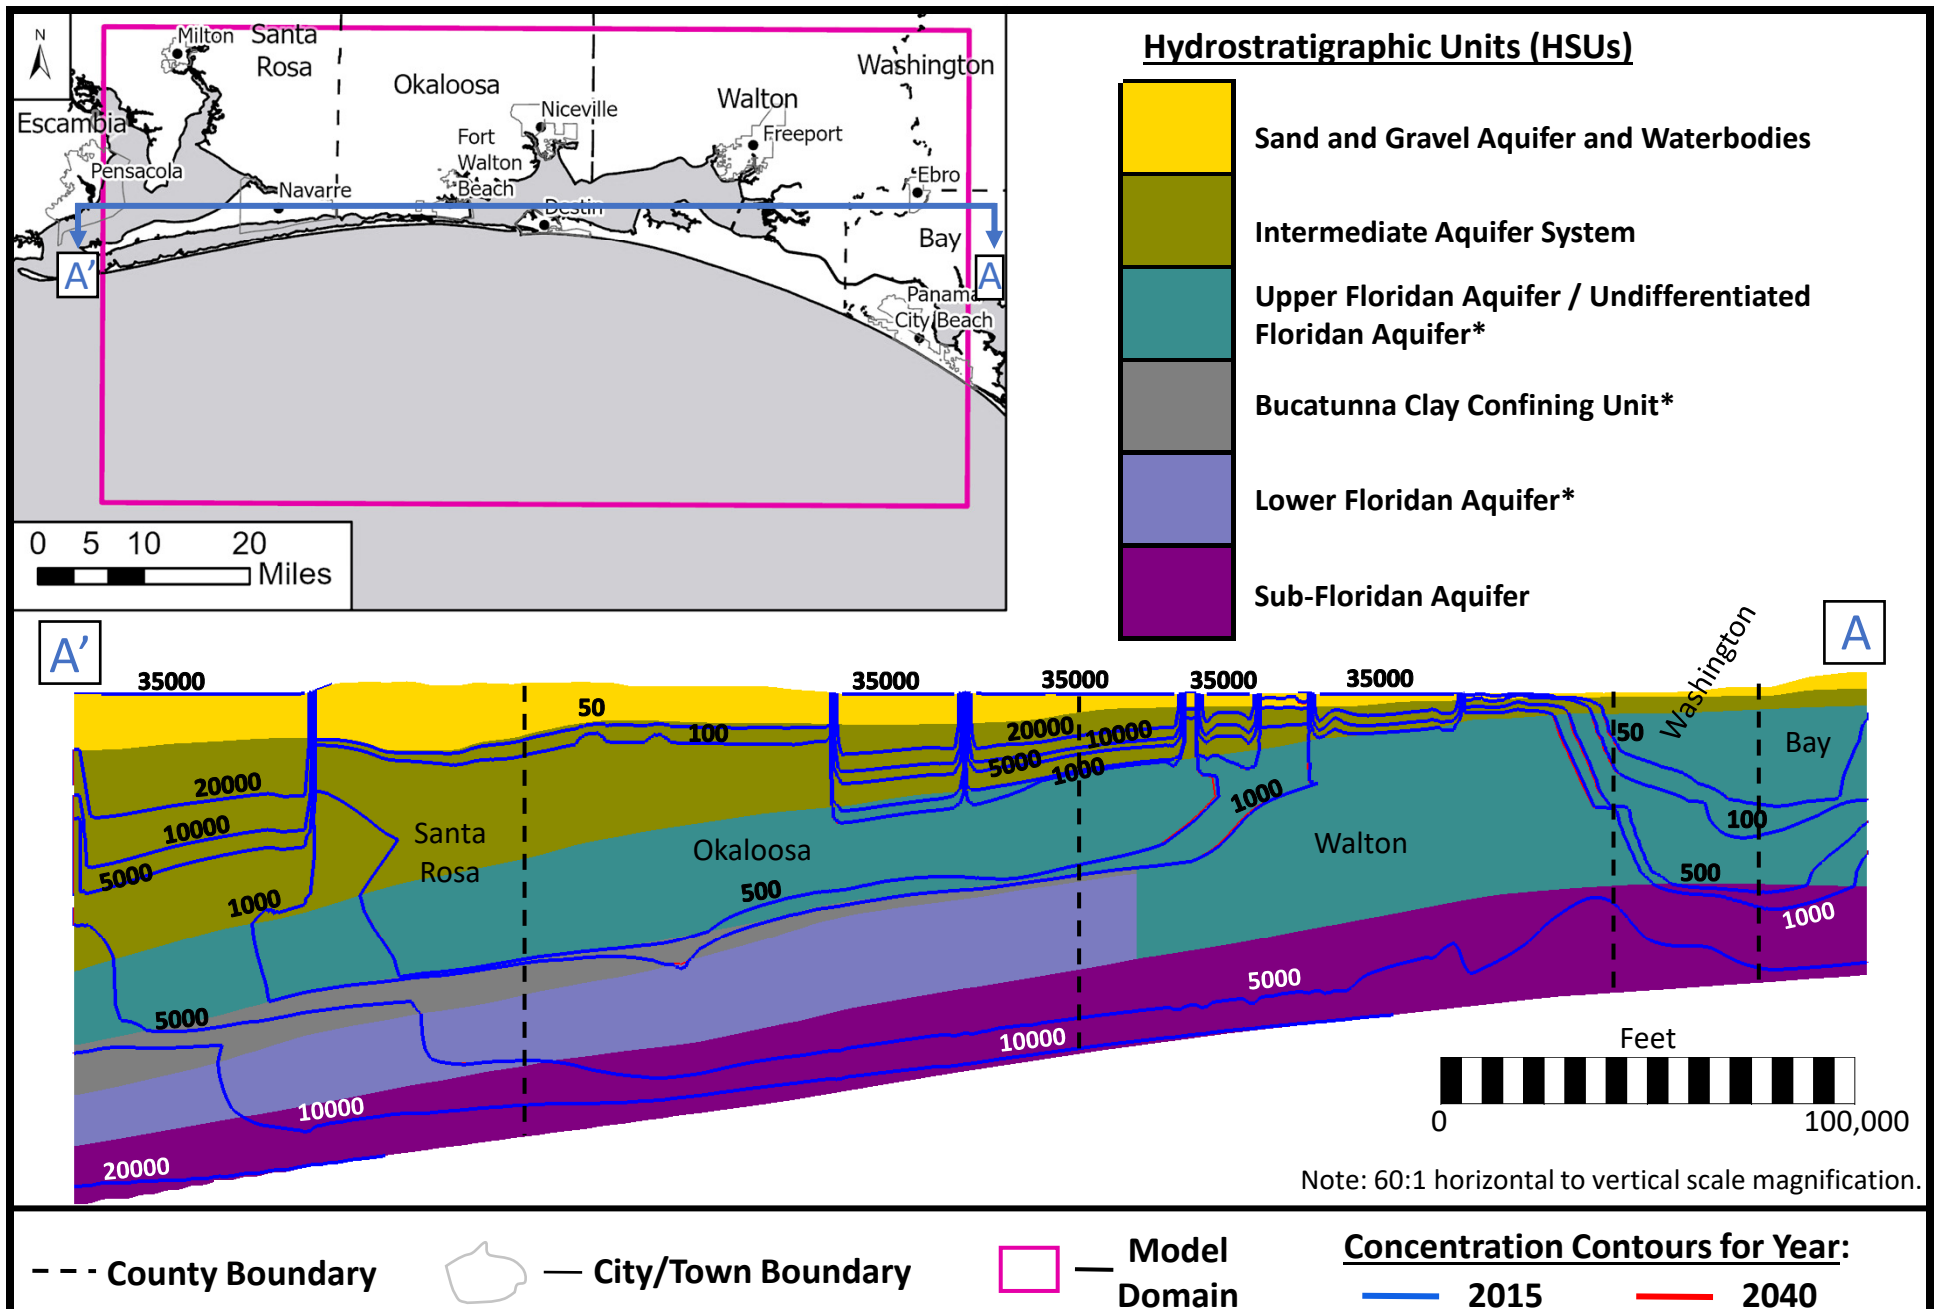 N
Milton
Santa
Rosa
Washington
Okaloosa
Walton
Niceville
Escambia
Fort
Walton
Beach
Freeport
Pensacola
Navarre
Ebro
Destin
Bay
A'
A
Panama
City Beach
0 5 10 20
Miles
Hydrostratigraphic Units (HSUs)
Sand and Gravel Aquifer and Waterbodies
Intermediate Aquifer System
Upper Floridan Aquifer / Undifferentiated
Floridan Aquifer*
Bucatunna Clay Confining Unit*
Lower Floridan Aquifer*
Sub-Floridan Aquifer
A'
A
35000
35000
35000
35000
35000
50
100
20000
10000
5000
1000
50
Washington
Bay
20000
10000
5000
1000
Santa
Rosa
Okaloosa
1000
Walton
100
500
500
1000
5000
5000
10000
10000
20000
Feet
0 100,000
Note: 60:1 horizontal to vertical scale magnification.
County Boundary
City/Town Boundary
Model
Domain
Concentration Contours for Year:
2015
2040